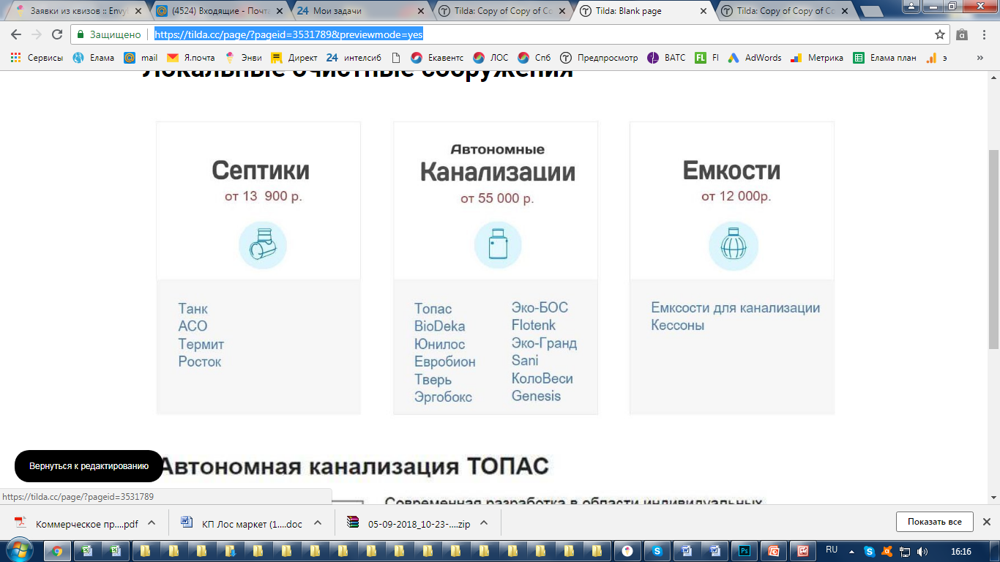 Заявки из квизов :: Envy
(4524) Входящие - Почта
24 Мои задачи
Tilda: Copy of Copy of Co
Tilda: Blank page
Tilda: Copy of Copy of Co
Защищено
https://tilda.cc/page/?pageid=3531789&previewmode=yes
Сервисы Елама mail Я.почта Энви Директ 24 интелсиб Екавентс ЛОС Спб Предпросмотр ВАТС FL Fl AdWords Метрика Елама план э »
Локальные очистные сооружения
Септики
от 13 900 р.
Танк
АСО
Термит
Росток
Автономные
Канализации
от 55 000 р.
Топас
BioDeka
Юнилос
Евробион
Тверь
Эргобокс
Эко-БОС
Flotenk
Эко-Гранд
Sani
КолоВеси
Genesis
Емкости
от 12 000р.
Емксости для канализации
Кессоны
Вернуться к редактированию
Автономная канализация ТОПАС
Современная разработка в области индивидуальных
https://tilda.cc/page/?pageid=3531789
Коммерческое пр....pdf
КП Лос маркет (1....doc
05-09-2018_10-23-....zip
Показать все
RU
16:16